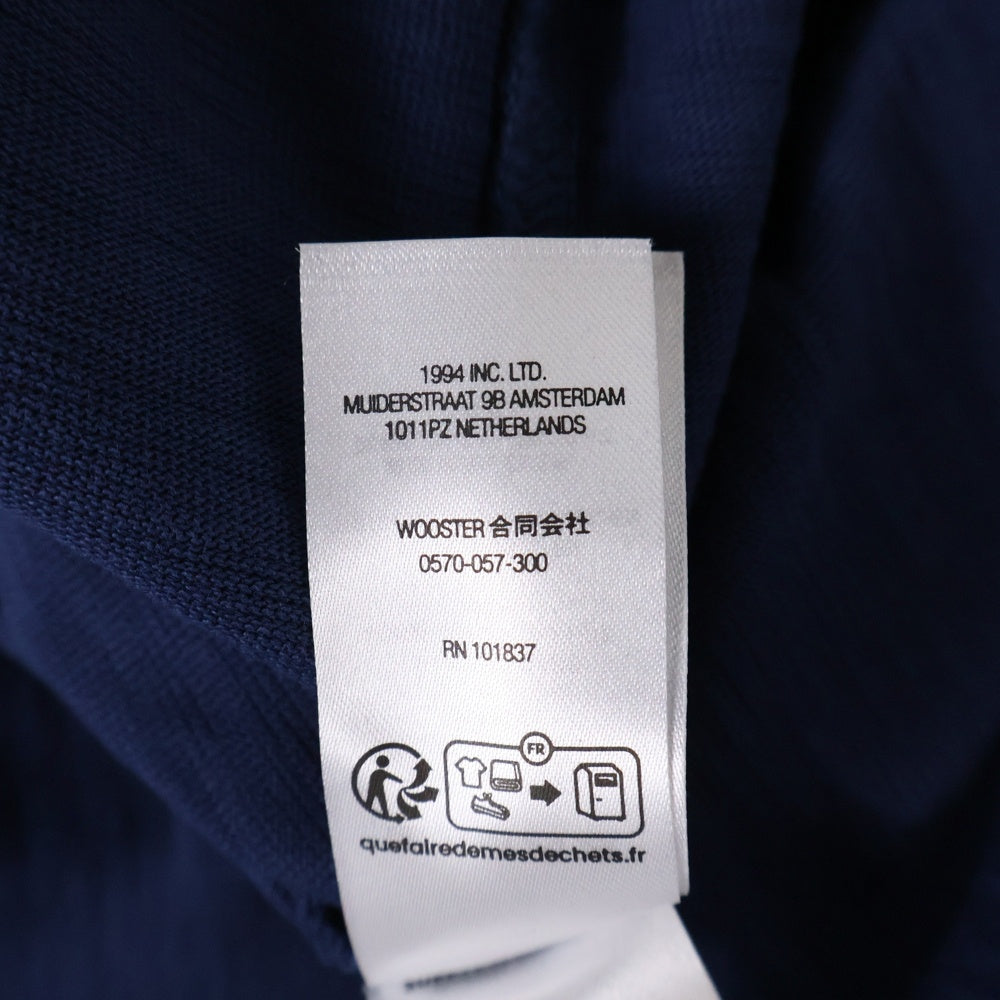 1994 INC. LTD.
MUIDERSTRAAT 9B AMSTERDAM
1011PZ NETHERLANDS
WOOSTER 合同会社
0570-057-300
RN 101837
FR
quefairedemesdechets.fr